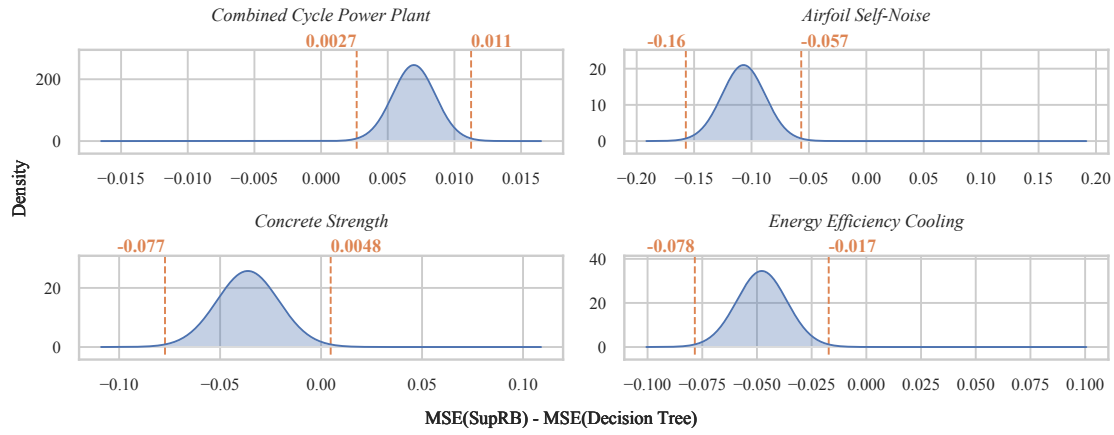 Combined Cycle Power Plant
0.0027 0.011
200
0
−0.015 −0.010 −0.005 0.000 0.005 0.010 0.015
Airfoil Self-Noise
-0.16 -0.057
20
10
0
−0.20 −0.15 −0.10 −0.05 0.00 0.05 0.10 0.15 0.20
Density
Concrete Strength
-0.077 0.0048
20
0
−0.10 −0.05 0.00 0.05 0.10
Energy Efficiency Cooling
-0.078 -0.017
40
20
0
−0.100 −0.075 −0.050 −0.025 0.000 0.025 0.050 0.075 0.100
MSE(SupRB) - MSE(Decision Tree)